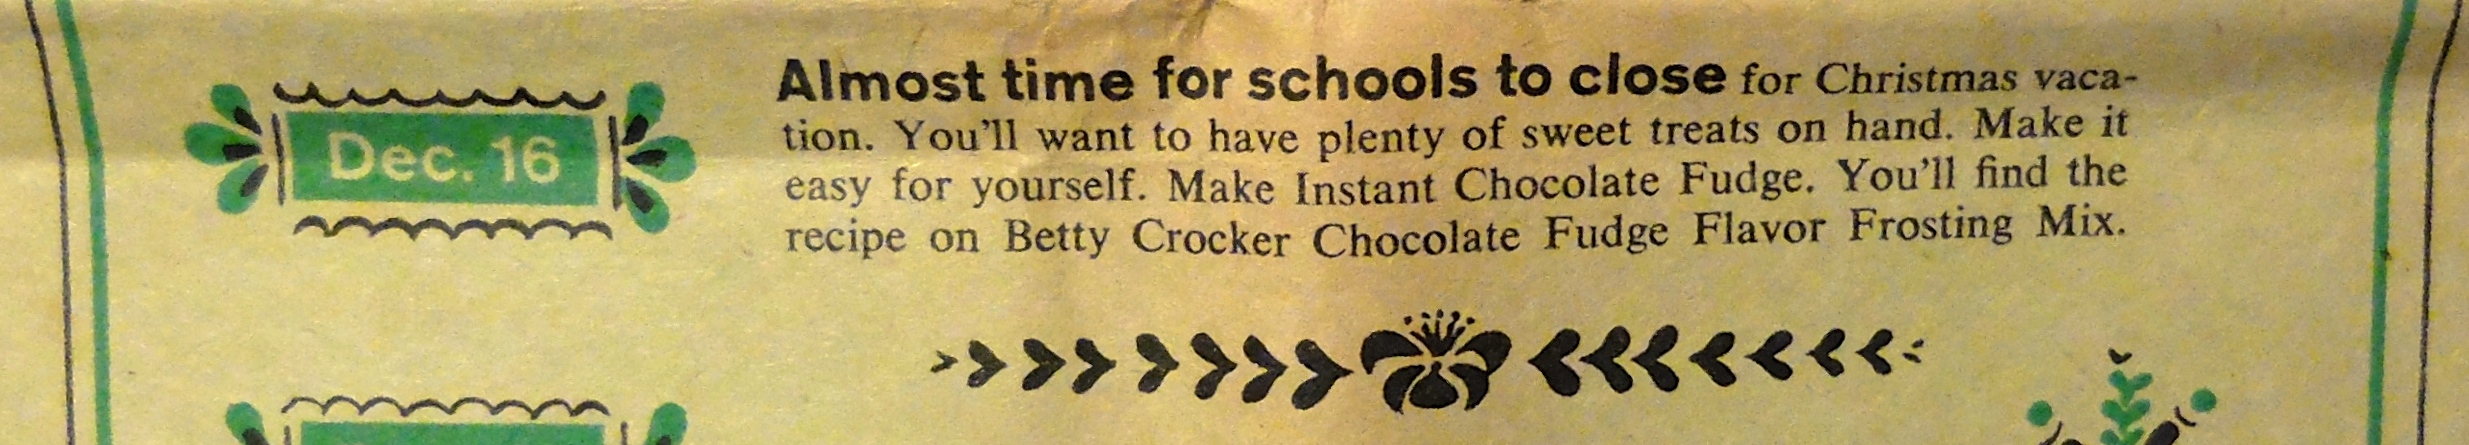 Dec. 16
Almost time for schools to close for Christmas vaca-
tion. You'll want to have plenty of sweet treats on hand. Make it
easy for yourself. Make Instant Chocolate Fudge. You'll find the
recipe on Betty Crocker Chocolate Fudge Flavor Frosting Mix.